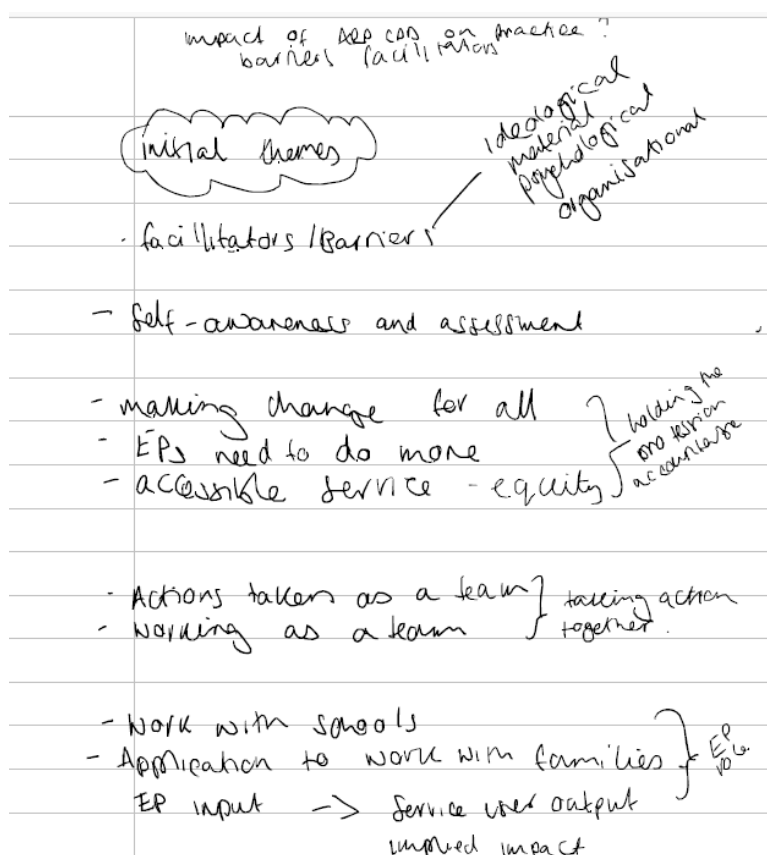 impact of ARP CPD on practice?
barriers facilitators
initial themes
ideological
material
psychological
organisational
- facilitators / Barriers
- Self-awareness and assessment
- making change for all
- EPs need to do more
- accessible service - equity
holding the
profession
accountable
- Actions taken as a team
- Working as a team
taking action
together.
- Work with schools
- Application to work with families
EP
EP input -> Service user output
implied impact